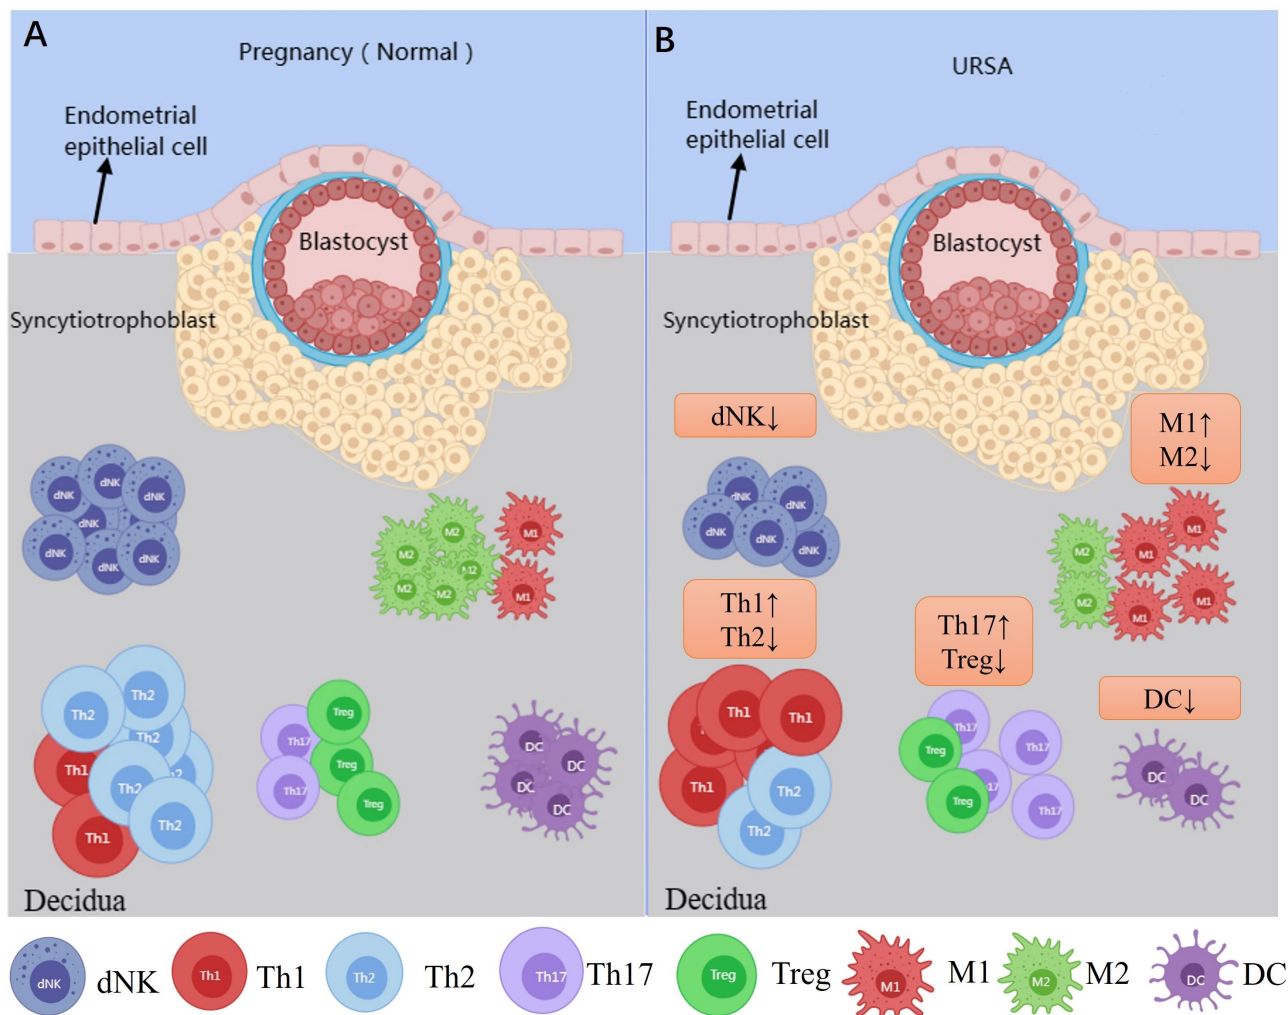 A
Pregnancy ( Normal )
Endometrial
epithelial cell
Blastocyst
Syncytiotrophoblast
dNK
dNK
dNK
dNK
dNK
dNK
dNK
M2
M2
M2
M2
M2
M1
M1
Th2
Th2
Th2
Th1
Th2
Th2
Th1
Treg
Th17
Treg
Th17
Treg
DC
DC
DC
DC
Decidua
B
URSA
Endometrial
epithelial cell
Blastocyst
Syncytiotrophoblast
dNK↓
M1↑
M2↓
dNK
dNK
dNK
dNK
dNK
M1
M2
M1
M2
M1
M1
Th1↑
Th2↓
Th17↑
Treg↓
DC↓
Th1
Th1
Th1
Th2
Th2
Th17
Treg
Th17
Treg
Th17
DC
DC
Decidua
dNK dNK Th1 Th1 Th2 Th2 Th17 Th17 Treg Treg M1 M1 M2 M2 DC DC